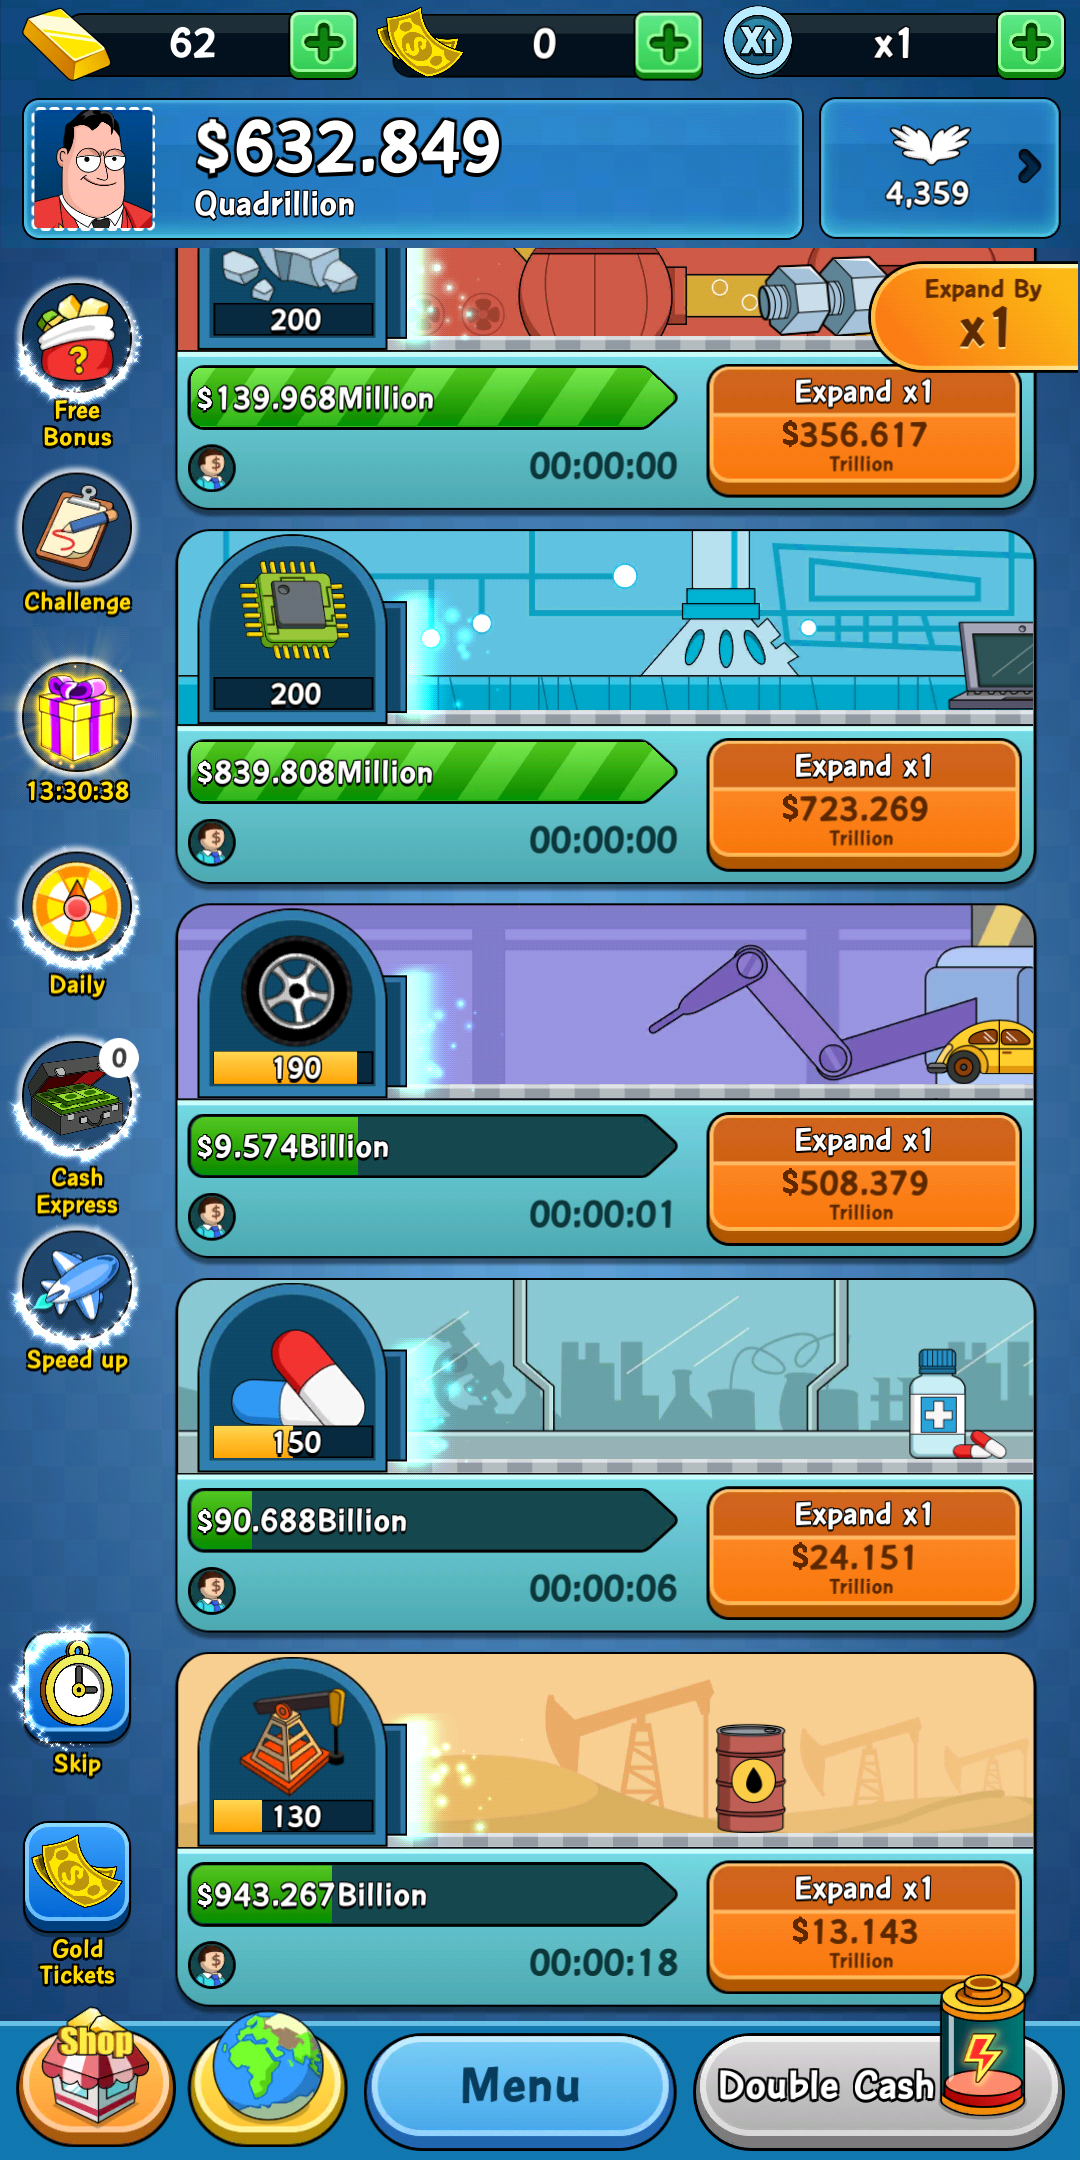 62
0
x1
$632.849
Quadrillion
4,359
Expand By
x1
200
$139.968Million
00:00:00
Expand x1
$356.617
Trillion
Free
Bonus
Challenge
200
$839.808Million
00:00:00
Expand x1
$723.269
Trillion
13:30:38
Daily
190
$9.574Billion
00:00:01
Expand x1
$508.379
Trillion
0
Cash
Express
Speed up
150
$90.688Billion
00:00:06
Expand x1
$24.151
Trillion
Skip
130
$943.267Billion
00:00:18
Expand x1
$13.143
Trillion
Gold
Tickets
Shop
Menu
Double Cash